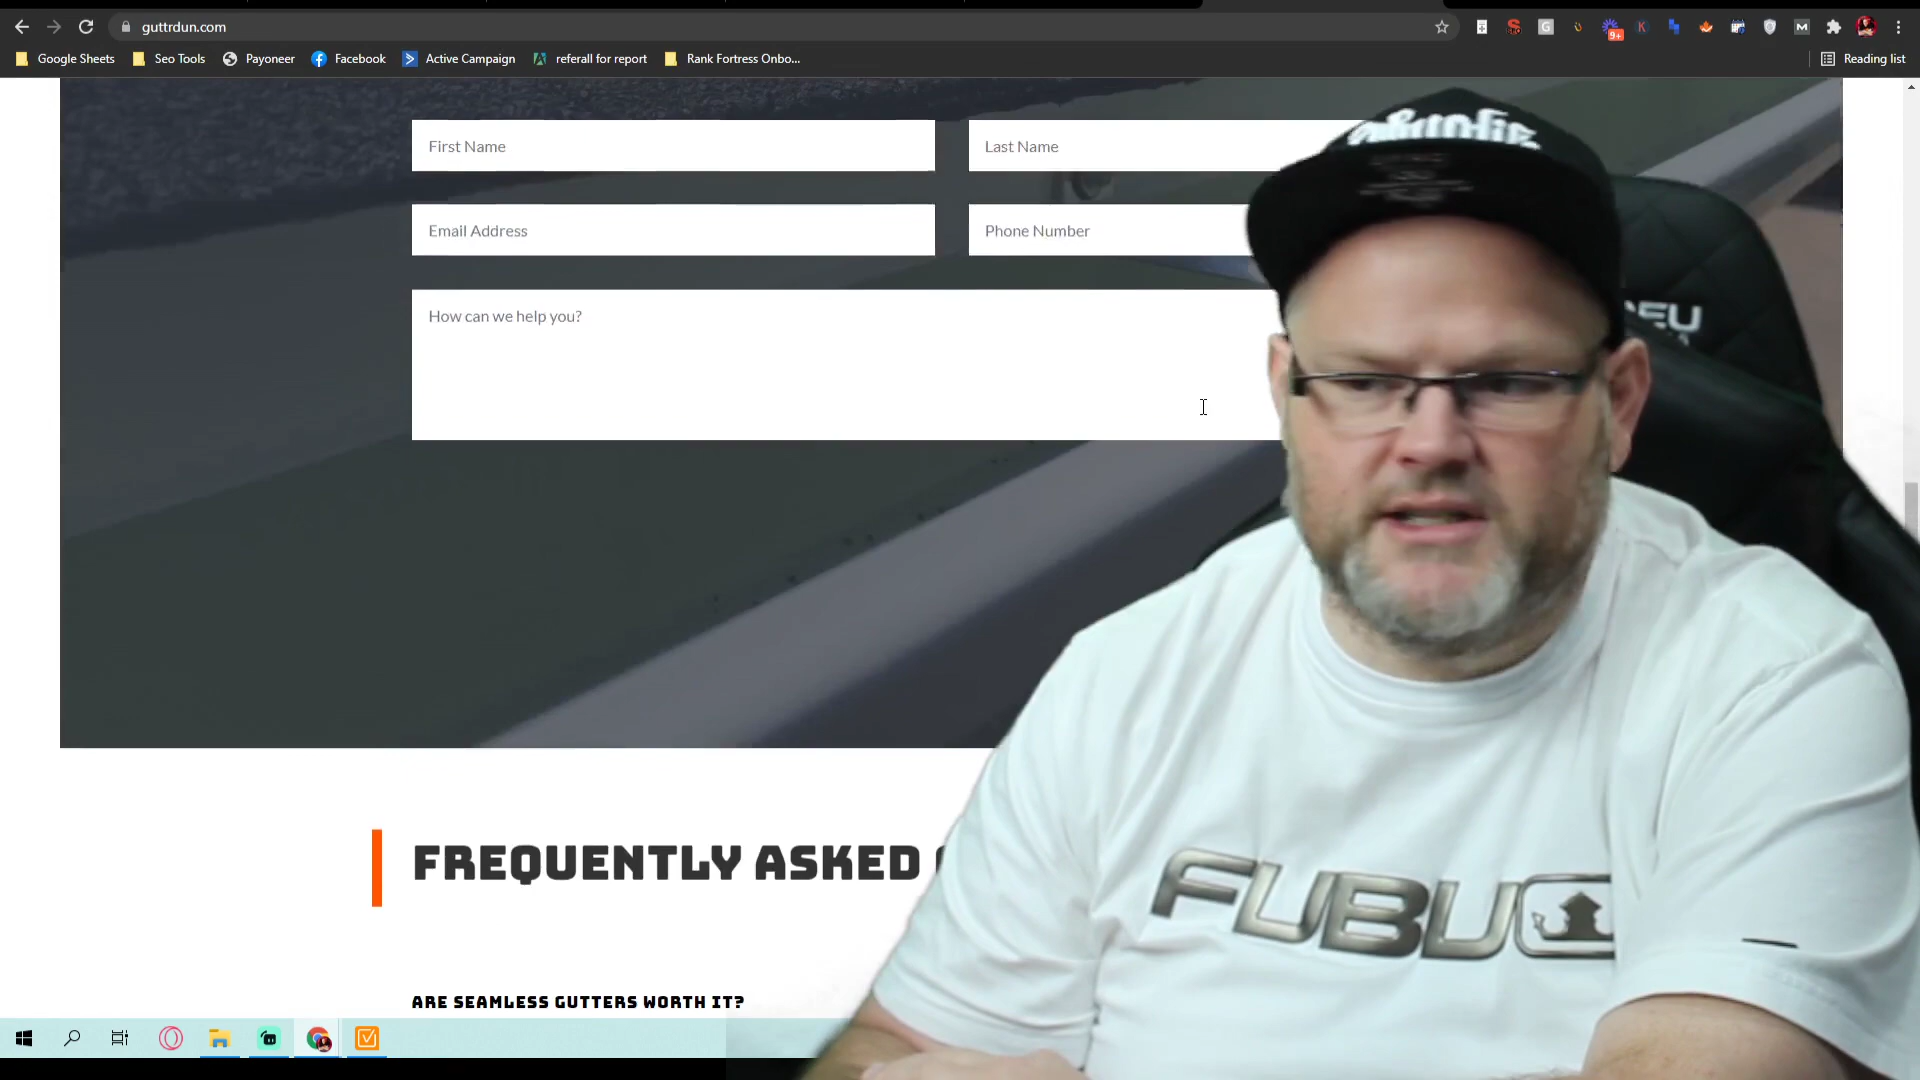 guttrdun.com
9+
Google Sheets
Seo Tools
Payoneer
Facebook
Active Campaign
referall for report
Rank Fortress Onbo...
Reading list
First Name
Last Name
Email Address
Phone Number
How can we help you?
FREQUENTLY ASKED
FUBU
ARE SEAMLESS GUTTERS WORTH IT?